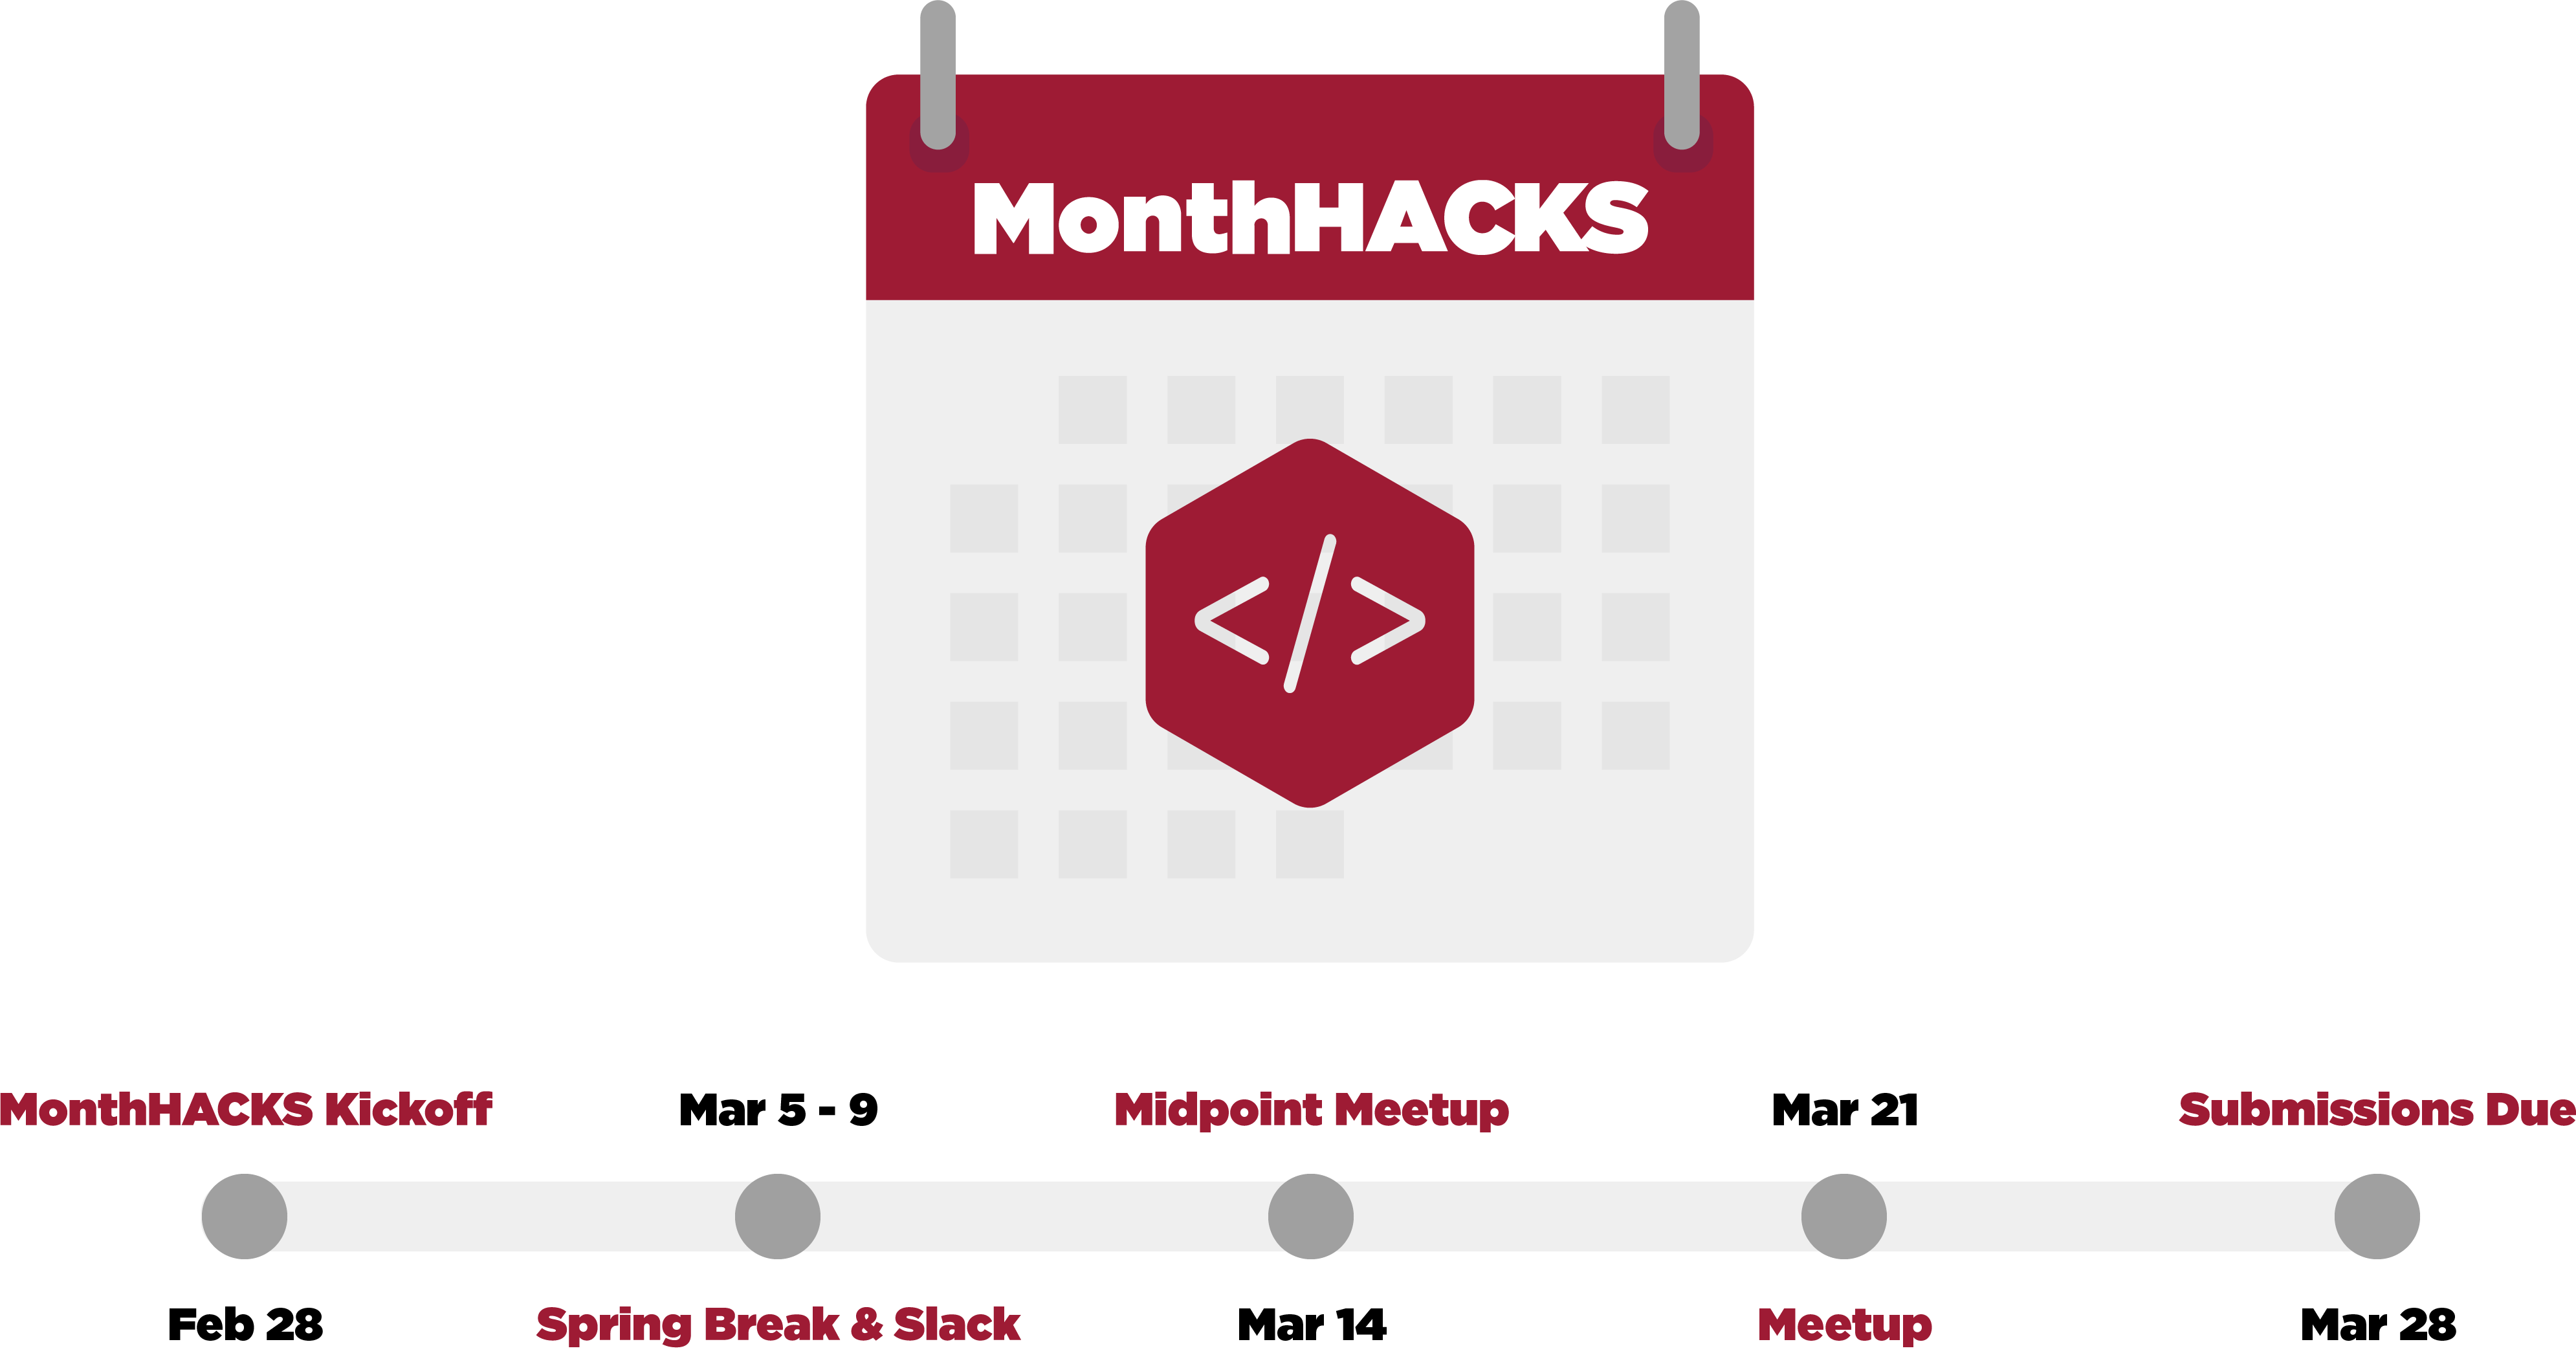 MonthHACKS
</>
MonthHACKS Kickoff
Mar 5 - 9
Midpoint Meetup
Mar 21
Submissions Due
Feb 28
Spring Break & Slack
Mar 14
Meetup
Mar 28